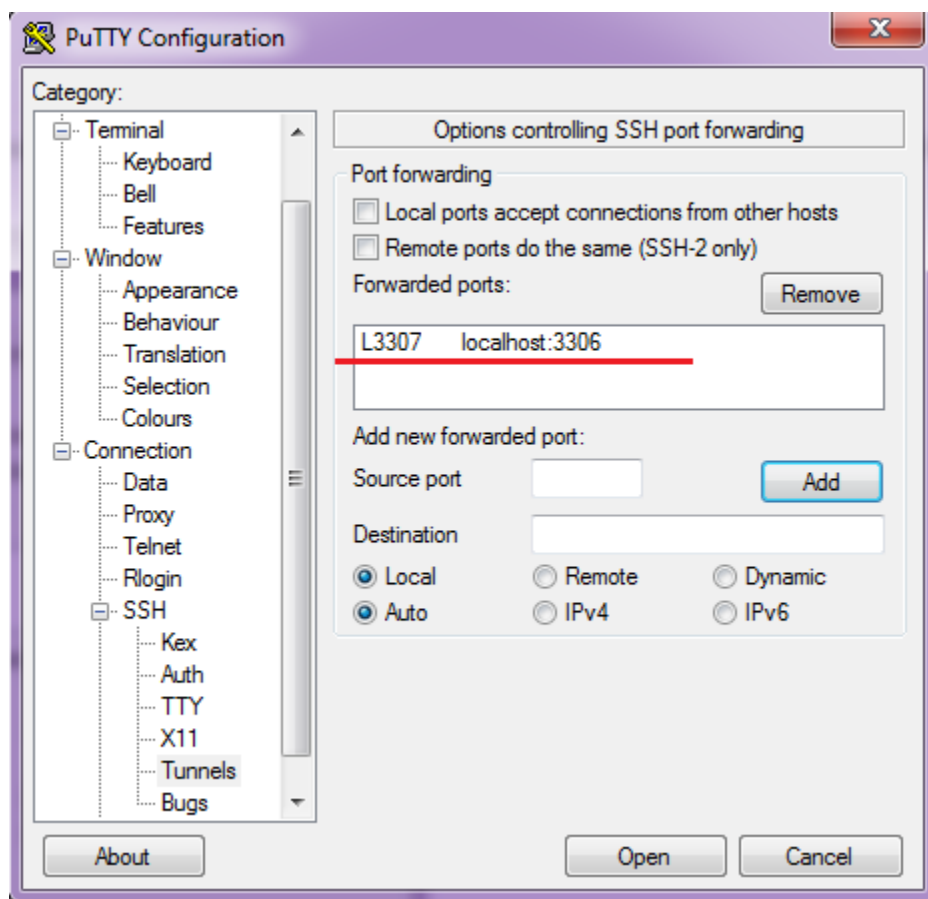 PuTTY Configuration
x
Category:
Terminal
Keyboard
Bell
Features
Window
Appearance
Behaviour
Translation
Selection
Colours
Connection
Data
Proxy
Telnet
Rlogin
SSH
Kex
Auth
TTY
X11
Tunnels
Bugs
Options controlling SSH port forwarding
Port forwarding
Local ports accept connections from other hosts
Remote ports do the same (SSH-2 only)
Forwarded ports:
Remove
L3307 localhost:3306
Add new forwarded port:
Source port
Add
Destination
Local Remote Dynamic
Auto IPv4 IPv6
About
Open
Cancel